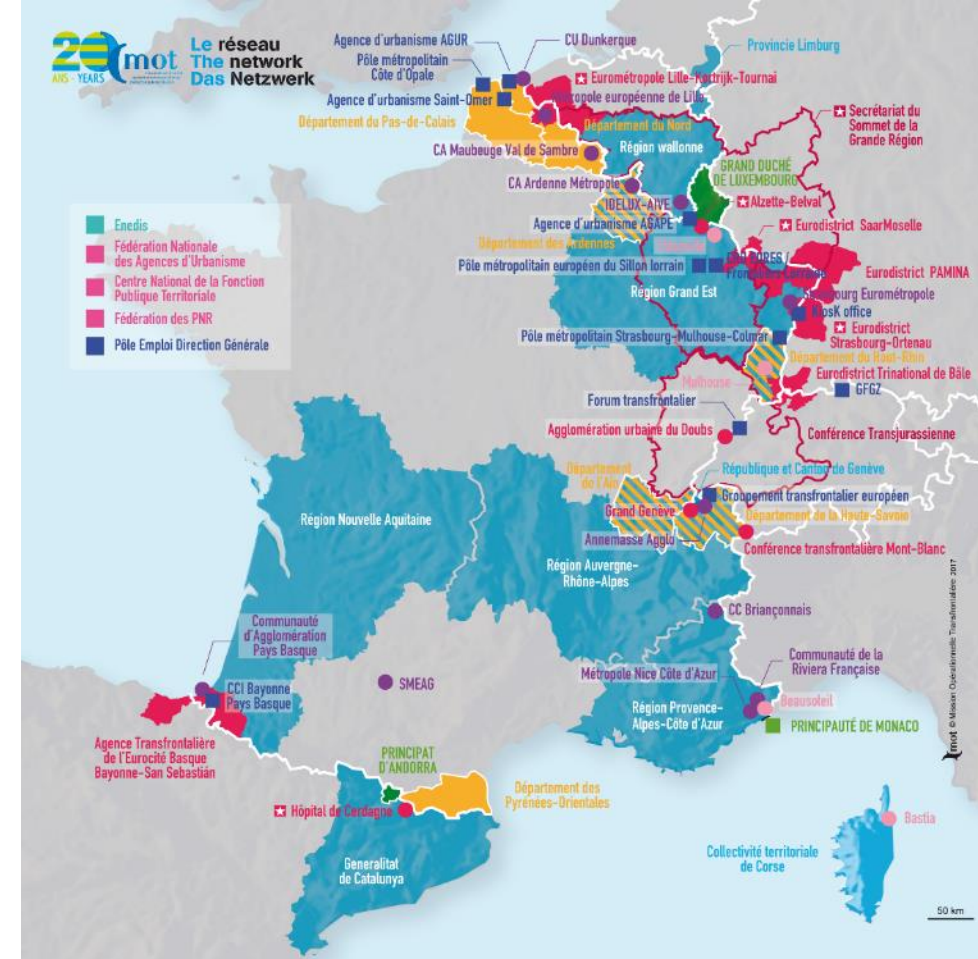 20
ANS - YEARS
mot
Le réseau
The network
Das Netzwerk
Agence d'urbanisme AGUR
CU Dunkerque
Provincie Limburg
Pôle métropolitain
Côte d'Opale
Eurométropole Lille-Kortrijk-Tournai
Agence d'urbanisme Saint-Omer
Métropole européenne de Lille
Secrétariat du
Sommet de la
Grande Région
Département du Pas-de-Calais
Département du Nord
Région wallonne
CA Maubeuge Val de Sambre
GRAND DUCHÉ
DE LUXEMBOURG
CA Ardenne Métropole
IDELUX-AIVE
Alzette-Belval
Agence d'urbanisme AGAPE
Eurodistrict SaarMoselle
Département des Ardennes
Pôle métropolitain européen du Sillon lorrain
Frontaliers Lorraine
Eurodistrict PAMINA
Région Grand Est
Strasbourg Eurométropole
KiosK office
Pôle métropolitain Strasbourg-Mulhouse-Colmar
Eurodistrict
Strasbourg-Ortenau
Département du Haut-Rhin
Eurodistrict Trinational de Bâle
Mulhouse
GFGZ
Enedis
Fédération Nationale
des Agences d'Urbanisme
Centre National de la Fonction
Publique Territoriale
Fédération des PNR
Pôle Emploi Direction Générale
Forum transfrontalier
Agglomération urbaine du Doubs
Conférence Transjurassienne
Département
de l'Ain
République et Canton de Genève
Groupement transfrontalier européen
Grand Genève
Département de la Haute-Savoie
Annemasse Agglo
Conférence transfrontalière Mont-Blanc
Région Nouvelle Aquitaine
Région Auvergne-
Rhône-Alpes
CC Briançonnais
Communauté
d'Agglomération
Pays Basque
Communauté de la
Riviera Française
Métropole Nice Côte d'Azur
SMEAG
CCI Bayonne
Pays Basque
Beausoleil
Région Provence-
Alpes-Côte d'Azur
PRINCIPAUTÉ DE MONACO
Agence Transfrontalière
de l'Eurocité Basque
Bayonne-San Sebastián
PRINCIPAT
D'ANDORRA
Département des
Pyrénées-Orientales
Hôpital de Cerdagne
Bastia
Generalitat
de Catalunya
Collectivité territoriale
de Corse
50 km
mot © Mission Opérationnelle Transfrontalière 2017